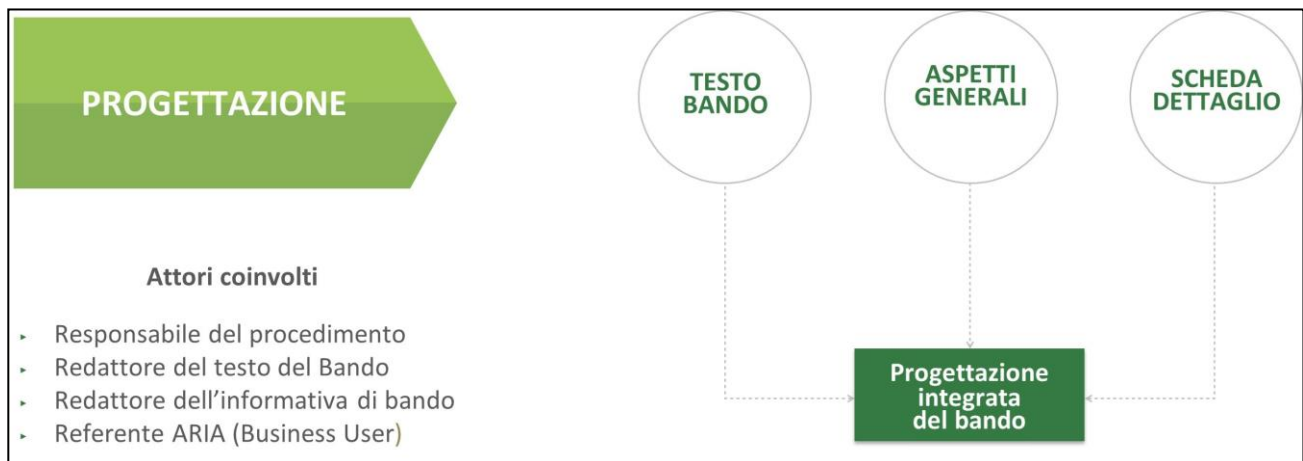 PROGETTAZIONE
TESTO
BANDO
ASPETTI
GENERALI
SCHEDA
DETTAGLIO
Attori coinvolti
Responsabile del procedimento
Redattore del testo del Bando
Redattore dell'informativa di bando
Referente ARIA (Business User)
Progettazione
integrata
del bando